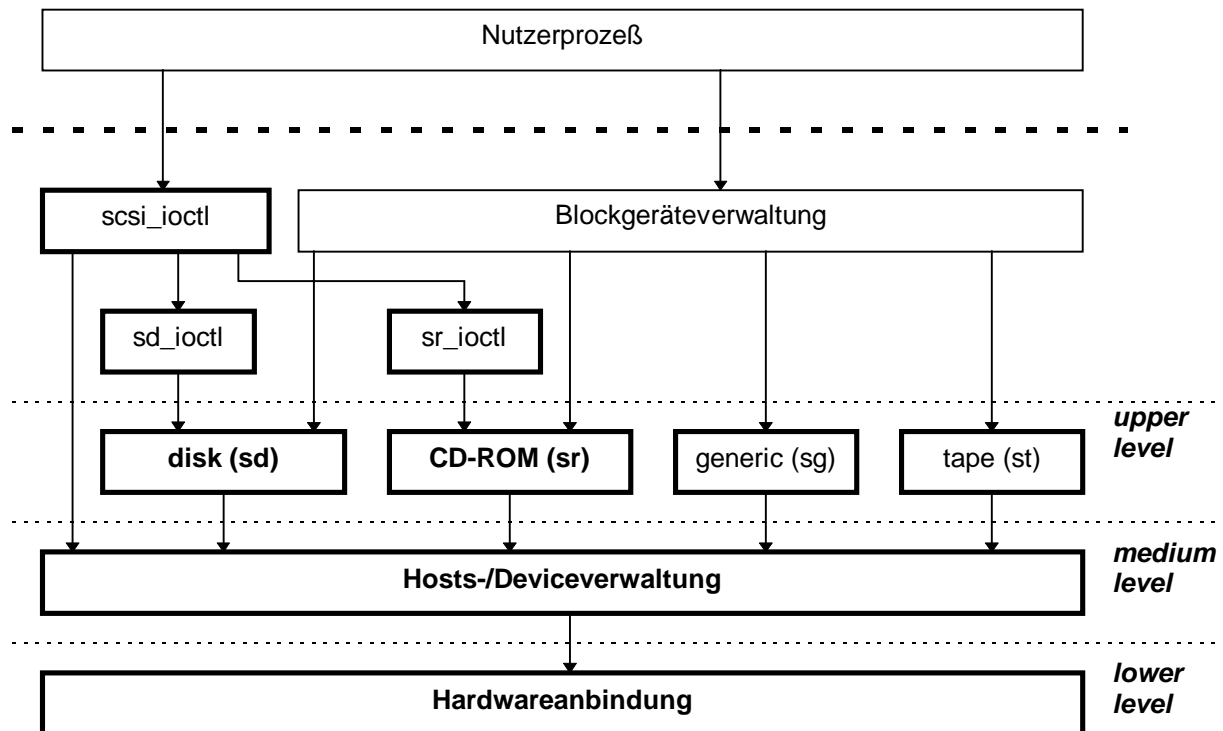 Nutzerprozeß
scsi_ioctl
Blockgeräteverwaltung
sd_ioctl
sr_ioctl
upper
level
disk (sd)
CD-ROM (sr)
generic (sg)
tape (st)
medium
level
Hosts-/Deviceverwaltung
lower
level
Hardwareanbindung